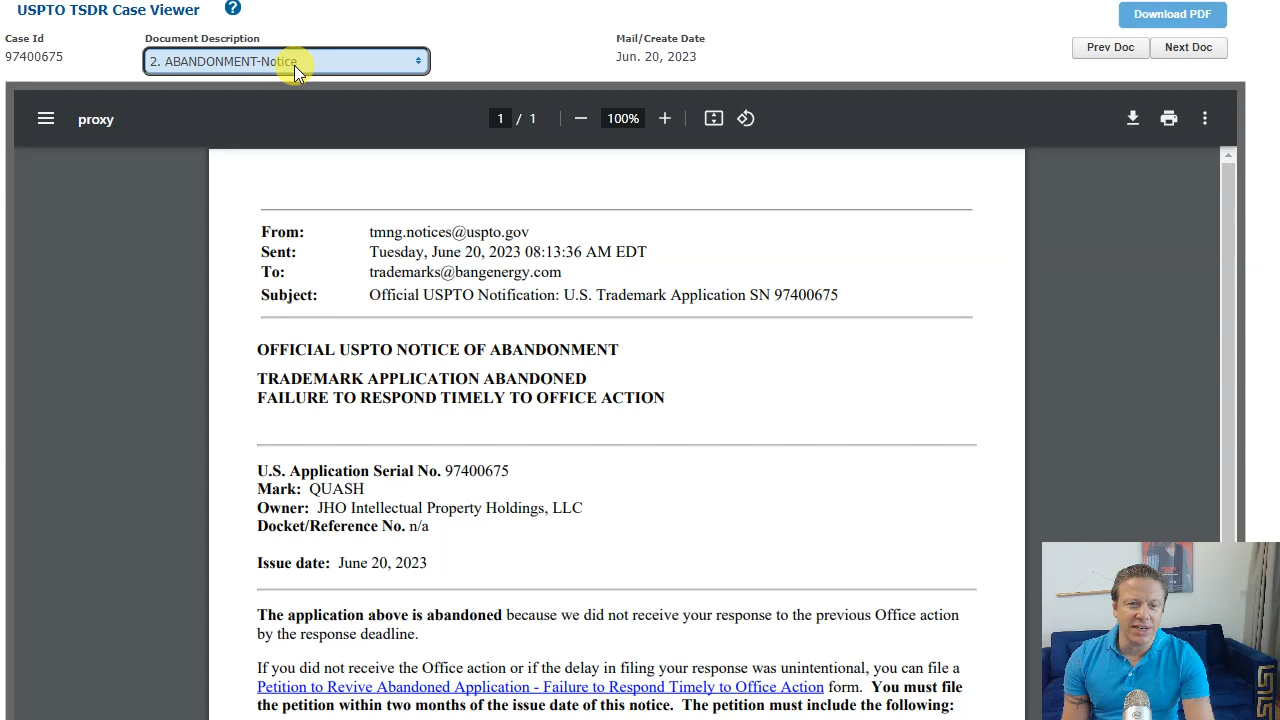 USPTO TSDR Case Viewer ?
Download PDF
Case Id
Document Description
Mail/Create Date
97400675
2. ABANDONMENT-Notice
Jun. 20, 2023
Prev Doc
Next Doc
proxy
1 / 1
100%
From: tmng.notices@uspto.gov
Sent: Tuesday, June 20, 2023 08:13:36 AM EDT
To: trademarks@bangenergy.com
Subject: Official USPTO Notification: U.S. Trademark Application SN 97400675
OFFICIAL USPTO NOTICE OF ABANDONMENT
TRADEMARK APPLICATION ABANDONED
FAILURE TO RESPOND TIMELY TO OFFICE ACTION
U.S. Application Serial No. 97400675
Mark: QUASH
Owner: JHO Intellectual Property Holdings, LLC
Docket/Reference No. n/a
Issue date: June 20, 2023
The application above is abandoned because we did not receive your response to the previous Office action
by the response deadline.
If you did not receive the Office action or if the delay in filing your response was unintentional, you can file a
Petition to Revive Abandoned Application - Failure to Respond Timely to Office Action form. You must file
the petition within two months of the issue date of this notice. The petition must include the following: